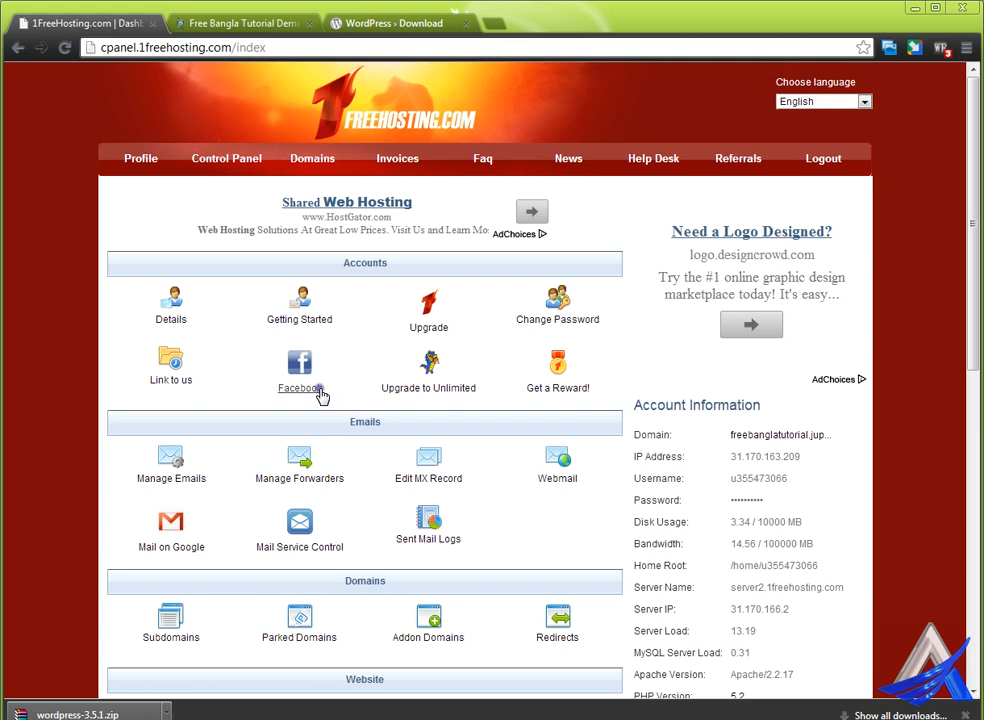 1FreeHosting.com | Dashb
Free Bangla Tutorial Dem
WordPress › Download
cpanel.1freehosting.com/index
WP
3
Choose language
English
1FREEHOSTING.COM
Profile
Control Panel
Domains
Invoices
Faq
News
Help Desk
Referrals
Logout
Shared Web Hosting
www.HostGator.com
Web Hosting Solutions At Great Low Prices. Visit Us and Learn Mo
AdChoices
Need a Logo Designed?
logo.designcrowd.com
Try the #1 online graphic design
marketplace today! It's easy...
AdChoices
Accounts
Details
Getting Started
Upgrade
Change Password
Link to us
Facebook
Upgrade to Unlimited
Get a Reward!
Emails
Manage Emails
Manage Forwarders
Edit MX Record
Webmail
Mail on Google
Mail Service Control
Sent Mail Logs
Domains
Subdomains
Parked Domains
Addon Domains
Redirects
Website
Account Information
Domain: freebanglatutorial.jup...
IP Address: 31.170.163.209
Username: u355473066
Password: ••••••••••
Disk Usage: 3.34 / 10000 MB
Bandwidth: 14.56 / 100000 MB
Home Root: /home/u355473066
Server Name: server2.1freehosting.com
Server IP: 31.170.166.2
Server Load: 13.19
MySQL Server Load: 0.31
Apache Version: Apache/2.2.17
PHP Version: 5.2
wordpress-3.5.1.zip
Show all downloads...